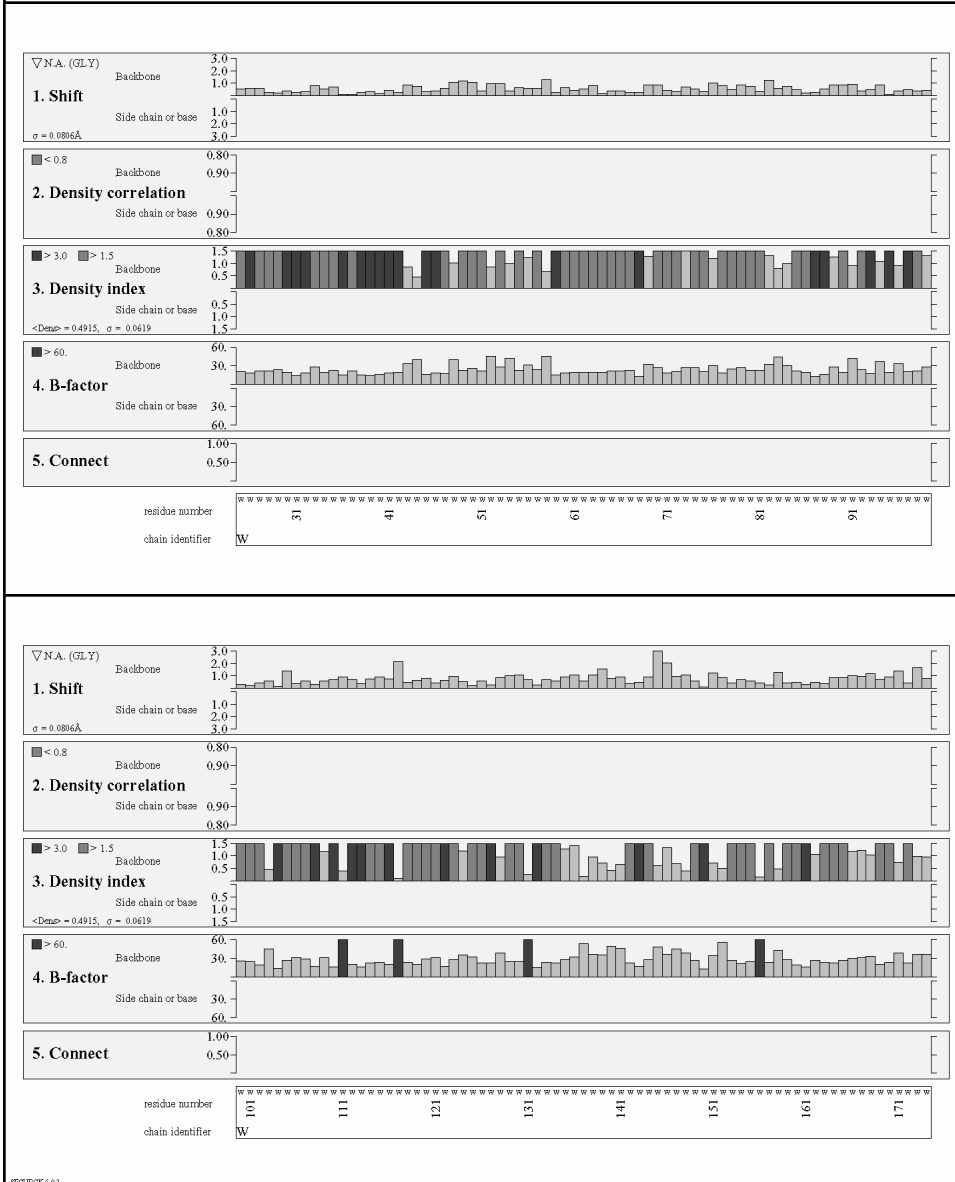 ▽ N.A. (GLY)
Backbone
1. Shift
Side chain or base
σ = 0.0806Å
3.0
2.0
1.0
1.0
2.0
3.0
< 0.8
Backbone
2. Density correlation
Side chain or base
0.80
0.90
0.90
0.80
> 3.0 > 1.5
Backbone
3. Density index
Side chain or base
<Dens> = 0.4915, σ = 0.0619
1.5
1.0
0.5
0.5
1.0
1.5
> 60.
Backbone
4. B-factor
Side chain or base
60.
30.
30.
60.
5. Connect
1.00
0.50
W W W W W W W W W W W W W W W W W W W W W W W W W W W W W W W W W W W W W W W W W W W W W W W W W W W W W W W W W W W W W W W W W W W W W W W W W W W
residue number 31 41 51 61 71 81 91
chain identifier W
▽ N.A. (GLY)
Backbone
1. Shift
Side chain or base
σ = 0.0806Å
3.0
2.0
1.0
1.0
2.0
3.0
< 0.8
Backbone
2. Density correlation
Side chain or base
0.80
0.90
0.90
0.80
> 3.0 > 1.5
Backbone
3. Density index
Side chain or base
<Dens> = 0.4915, σ = 0.0619
1.5
1.0
0.5
0.5
1.0
1.5
> 60.
Backbone
4. B-factor
Side chain or base
60.
30.
30.
60.
5. Connect
1.00
0.50
W W W W W W W W W W W W W W W W W W W W W W W W W W W W W W W W W W W W W W W W W W W W W W W W W W W W W W W W W W W W W W W W W W W W W W W W W W W
residue number 101 111 121 131 141 151 161 171
chain identifier W